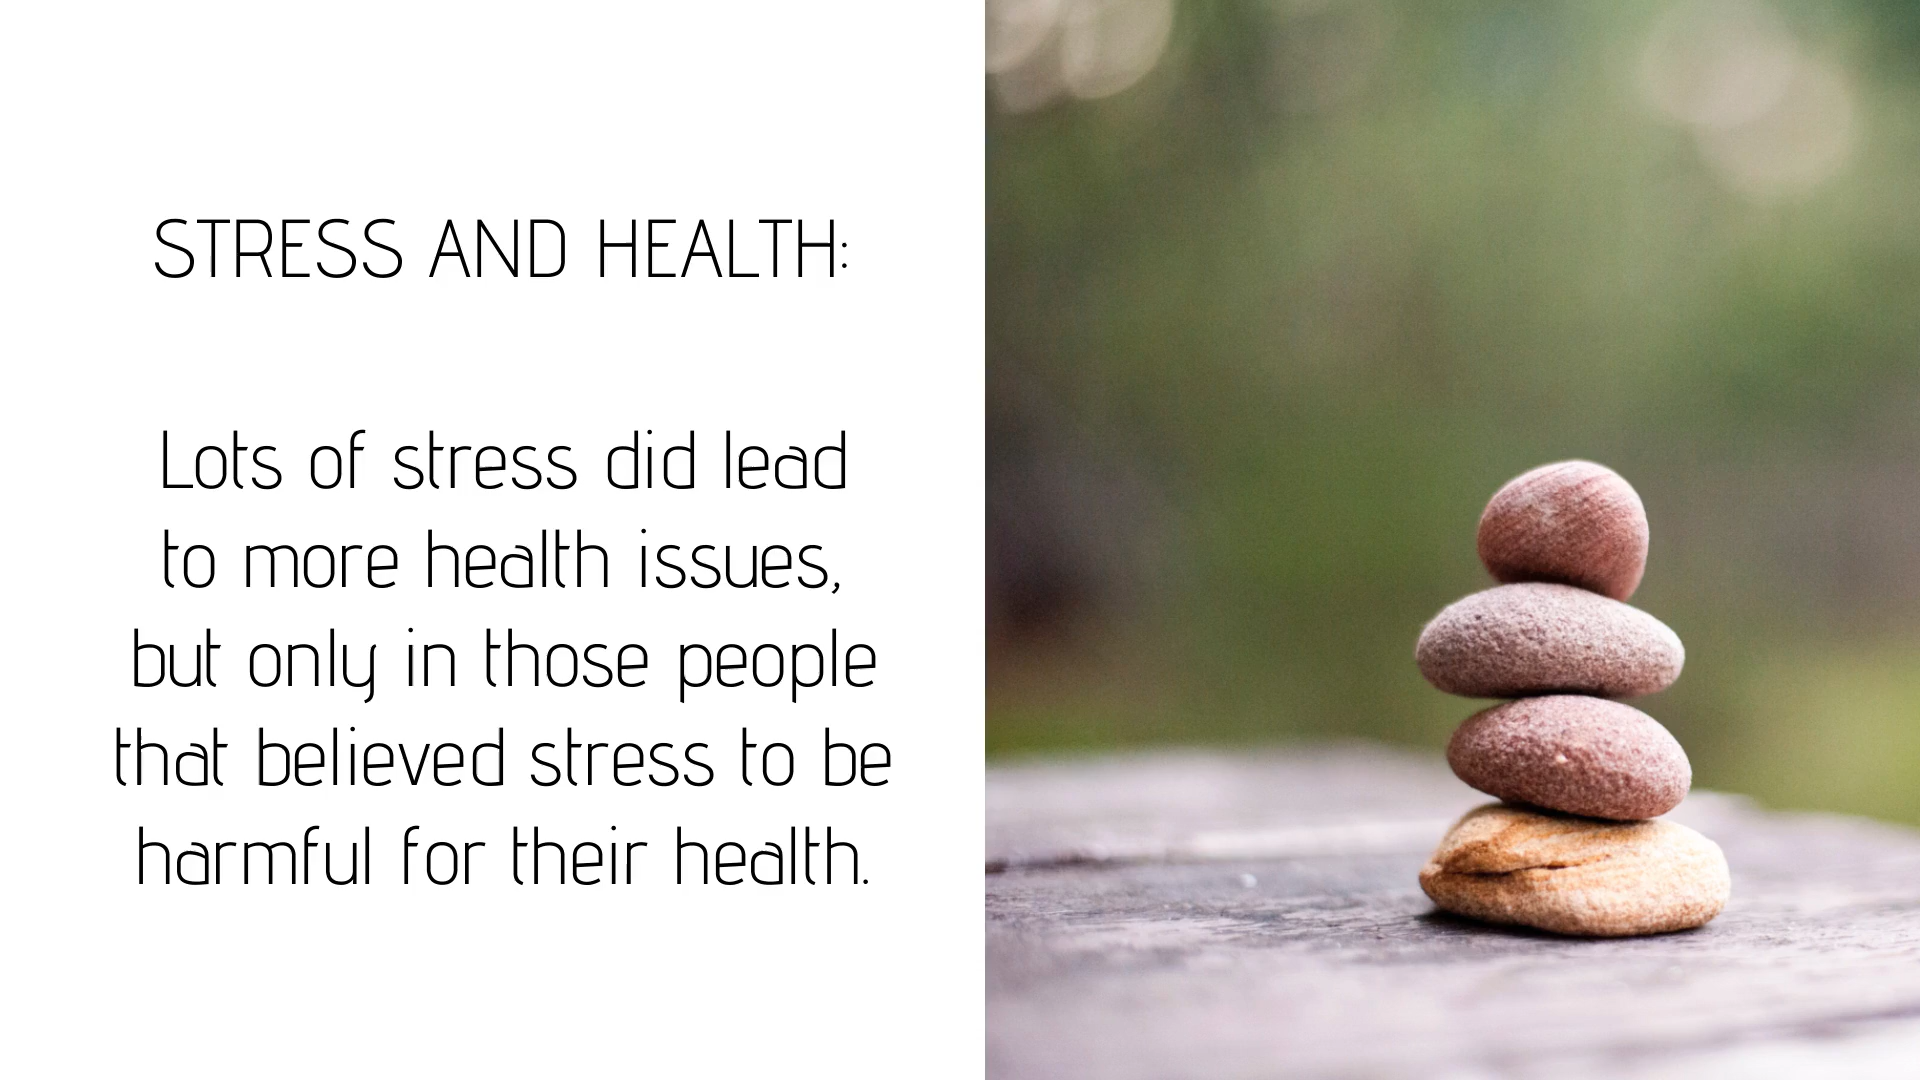 STRESS AND HEALTH:
Lots of stress did lead
to more health issues,
but only in those people
that believed stress to be
harmful for their health.